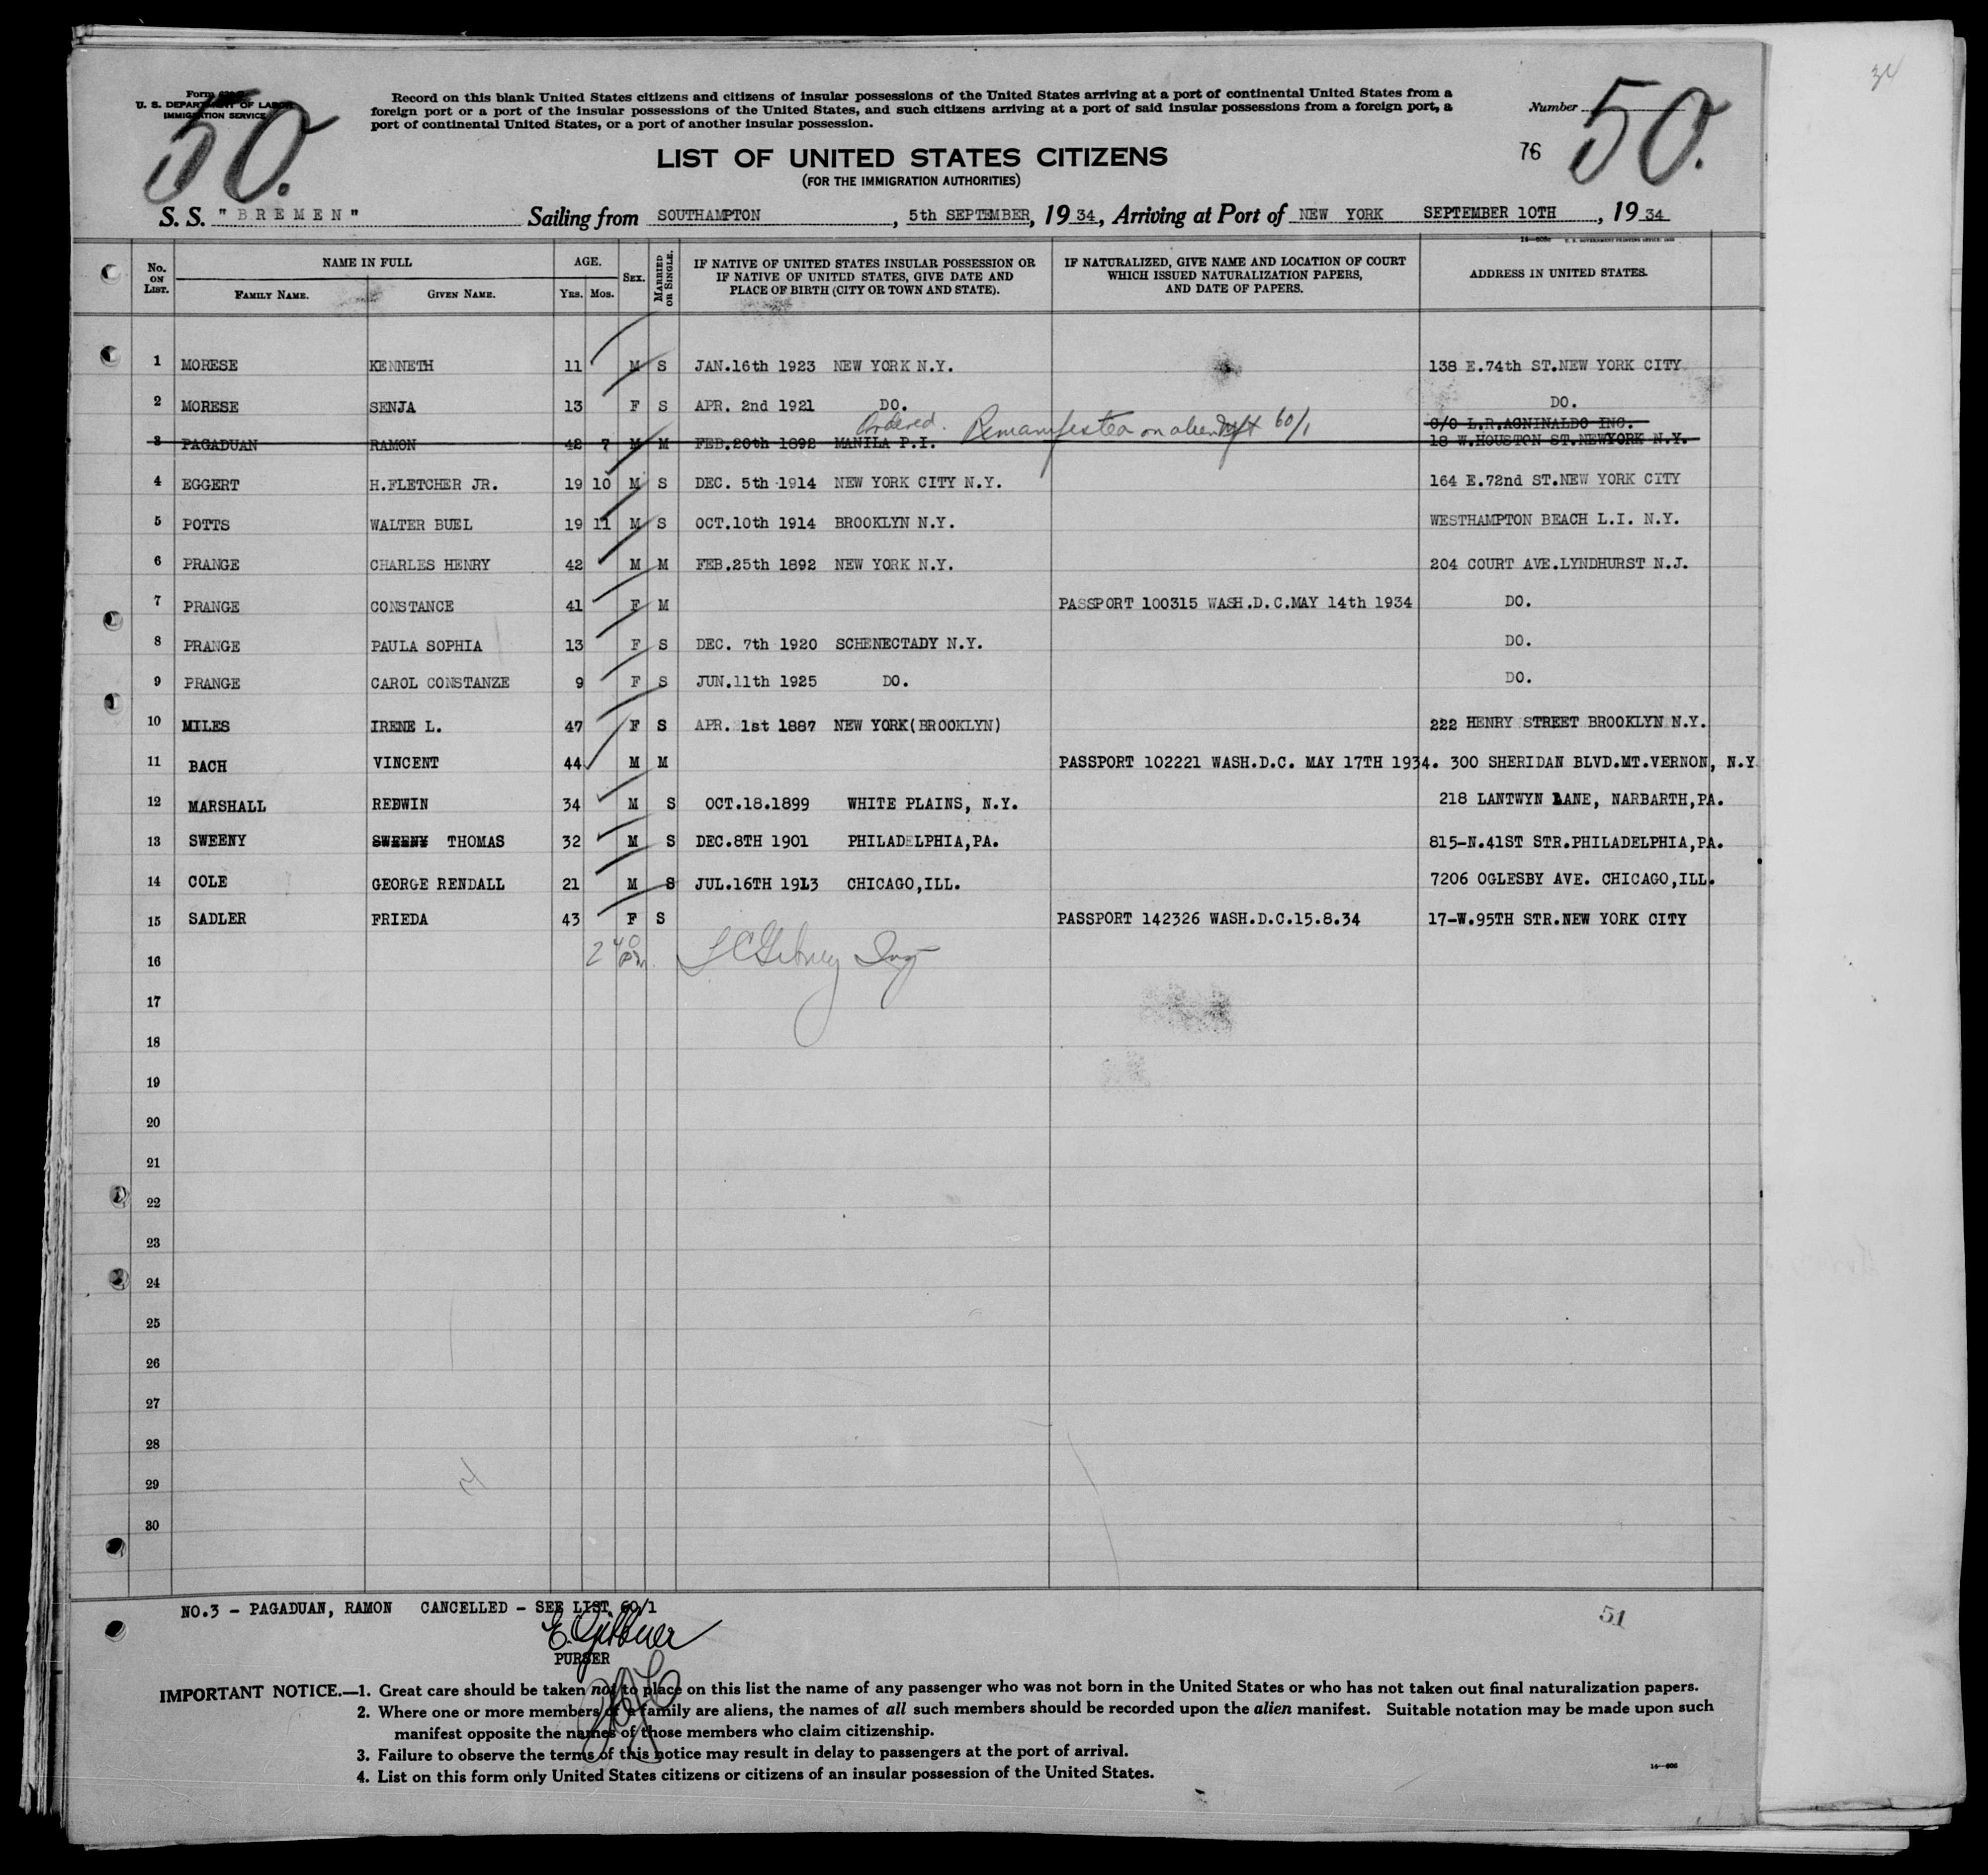 34
Form
U. S. DEPARTMENT OF LABOR
IMMIGRATION SERVICE
50.
Record on this blank United States citizens and citizens of insular possessions of the United States arriving at a port of continental United States from a
foreign port or a port of the insular possessions of the United States, and such citizens arriving at a port of said insular possessions from a foreign port, a
port of continental United States, or a port of another insular possession.
Number 50.
76
LIST OF UNITED STATES CITIZENS
(FOR THE IMMIGRATION AUTHORITIES)
S. S. "BREMEN" Sailing from SOUTHAMPTON, 5th SEPTEMBER, 1934, Arriving at Port of NEW YORK SEPTEMBER 10TH, 1934
No. ON LIST. NAME IN FULL FAMILY NAME. GIVEN NAME. AGE. YRS. MOS. SEX. MARRIED OR SINGLE. IF NATIVE OF UNITED STATES INSULAR POSSESSION OR IF NATIVE OF UNITED STATES, GIVE DATE AND PLACE OF BIRTH (CITY OR TOWN AND STATE). IF NATURALIZED, GIVE NAME AND LOCATION OF COURT WHICH ISSUED NATURALIZATION PAPERS, AND DATE OF PAPERS. ADDRESS IN UNITED STATES.
1 MORESE KENNETH 11 M S JAN.16th 1923 NEW YORK N.Y. 138 E.74th ST.NEW YORK CITY
2 MORESE SENJA 13 F S APR. 2nd 1921 DO. DO.
Ordered. Remanifested on alien 60/1
C/O L.R.AGNINALDO INC.
3 PAGADUAN RAMON 42 7 M M FEB.20th 1892 MANILA P.I. 18 W.HOUSTON ST.NEWYORK N.Y.
4 EGGERT H.FLETCHER JR. 19 10 M S DEC. 5th 1914 NEW YORK CITY N.Y. 164 E.72nd ST.NEW YORK CITY
5 POTTS WALTER BUEL 19 11 M S OCT.10th 1914 BROOKLYN N.Y. WESTHAMPTON BEACH L.I. N.Y.
6 PRANGE CHARLES HENRY 42 M M FEB.25th 1892 NEW YORK N.Y. 204 COURT AVE.LYNDHURST N.J.
7 PRANGE CONSTANCE 41 F M PASSPORT 100315 WASH.D.C.MAY 14th 1934 DO.
8 PRANGE PAULA SOPHIA 13 F S DEC. 7th 1920 SCHENECTADY N.Y. DO.
9 PRANGE CAROL CONSTANZE 9 F S JUN.11th 1925 DO. DO.
10 MILES IRENE L. 47 F S APR. 1st 1887 NEW YORK(BROOKLYN) 222 HENRY STREET BROOKLYN N.Y.
11 BACH VINCENT 44 M M PASSPORT 102221 WASH.D.C. MAY 17TH 1934. 300 SHERIDAN BLVD.MT.VERNON, N.Y
12 MARSHALL REDWIN 34 M S OCT.18.1899 WHITE PLAINS, N.Y. 218 LANTWYN LANE, NARBARTH,PA.
13 SWEENY SWEENY THOMAS 32 M S DEC.8TH 1901 PHILADELPHIA,PA. 815-N.41ST STR.PHILADELPHIA,PA.
14 COLE GEORGE RENDALL 21 M S JUL.16TH 1913 CHICAGO,ILL. 7206 OGLESBY AVE. CHICAGO,ILL.
15 SADLER FRIEDA 43 F S PASSPORT 142326 WASH.D.C.15.8.34 17-W.95TH STR.NEW YORK CITY
16
17
18
19
20
21
22
23
24
25
26
27
28
29
30
NO.3 - PAGADUAN, RAMON CANCELLED - SEE LIST 60/1
51
PURSER
IMPORTANT NOTICE.—1. Great care should be taken not to place on this list the name of any passenger who was not born in the United States or who has not taken out final naturalization papers.
2. Where one or more members of a family are aliens, the names of all such members should be recorded upon the alien manifest. Suitable notation may be made upon such
manifest opposite the names of those members who claim citizenship.
3. Failure to observe the terms of this notice may result in delay to passengers at the port of arrival.
4. List on this form only United States citizens or citizens of an insular possession of the United States.